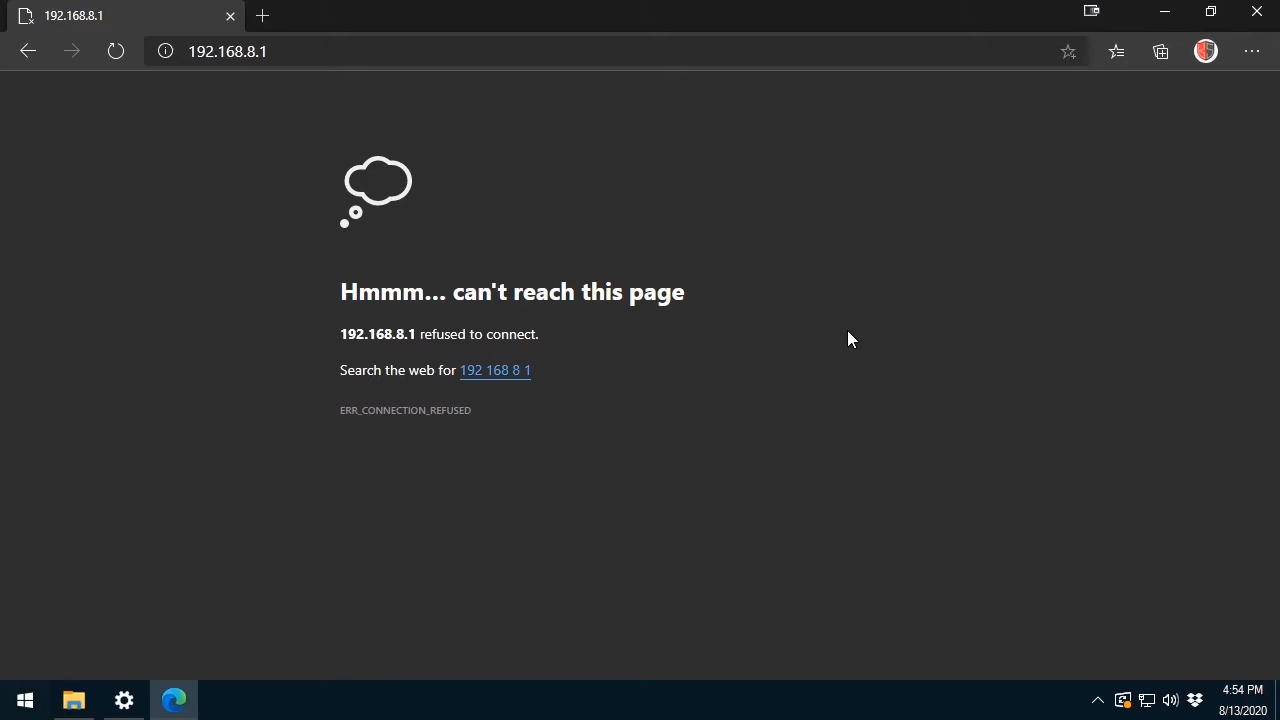 192.168.8.1
192.168.8.1
Hmmm... can't reach this page
192.168.8.1 refused to connect.
Search the web for 192 168 8 1
ERR_CONNECTION_REFUSED
4:54 PM
8/13/2020